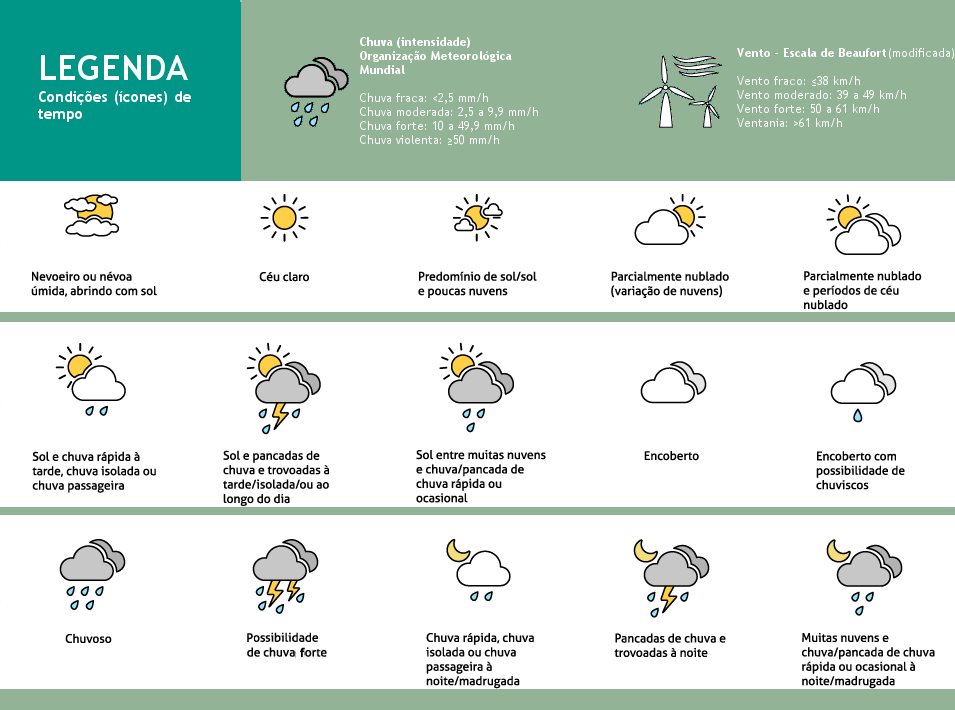 LEGENDA
Condições (ícones) de
tempo
Chuva (intensidade)
Organização Meteorológica
Mundial
Chuva fraca: <2,5 mm/h
Chuva moderada: 2,5 a 9,9 mm/h
Chuva forte: 10 a 49,9 mm/h
Chuva violenta: ≥50 mm/h
Vento - Escala de Beaufort (modificada)
Vento fraco: ≤38 km/h
Vento moderado: 39 a 49 km/h
Vento forte: 50 a 61 km/h
Ventania: >61 km/h
Nevoeiro ou névoa
úmida, abrindo com sol
Céu claro
Predomínio de sol/sol
e poucas nuvens
Parcialmente nublado
(variação de nuvens)
Parcialmente nublado
e períodos de céu
nublado
Sol e chuva rápida à
tarde, chuva isolada ou
chuva passageira
Sol e pancadas de
chuva e trovoadas à
tarde/isolada/ou ao
longo do dia
Sol entre muitas nuvens
e chuva/pancada de
chuva rápida ou
ocasional
Encoberto
Encoberto com
possibilidade de
chuviscos
Chuvoso
Possibilidade
de chuva forte
Chuva rápida, chuva
isolada ou chuva
passageira à
noite/madrugada
Pancadas de chuva e
trovoadas à noite
Muitas nuvens e
chuva/pancada de chuva
rápida ou ocasional à
noite/madrugada